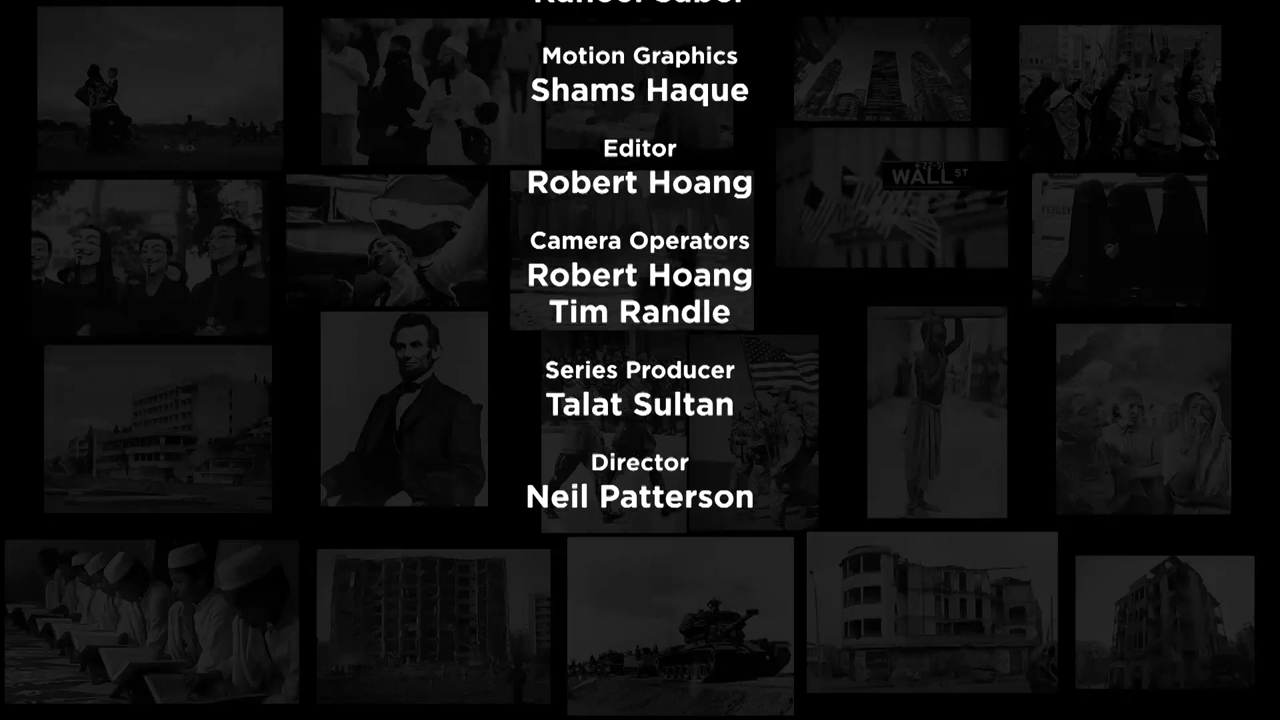 Motion Graphics
Shams Haque
Editor
Robert Hoang
WALL ST
Camera Operators
Robert Hoang
Tim Randle
Series Producer
Talat Sultan
Director
Neil Patterson